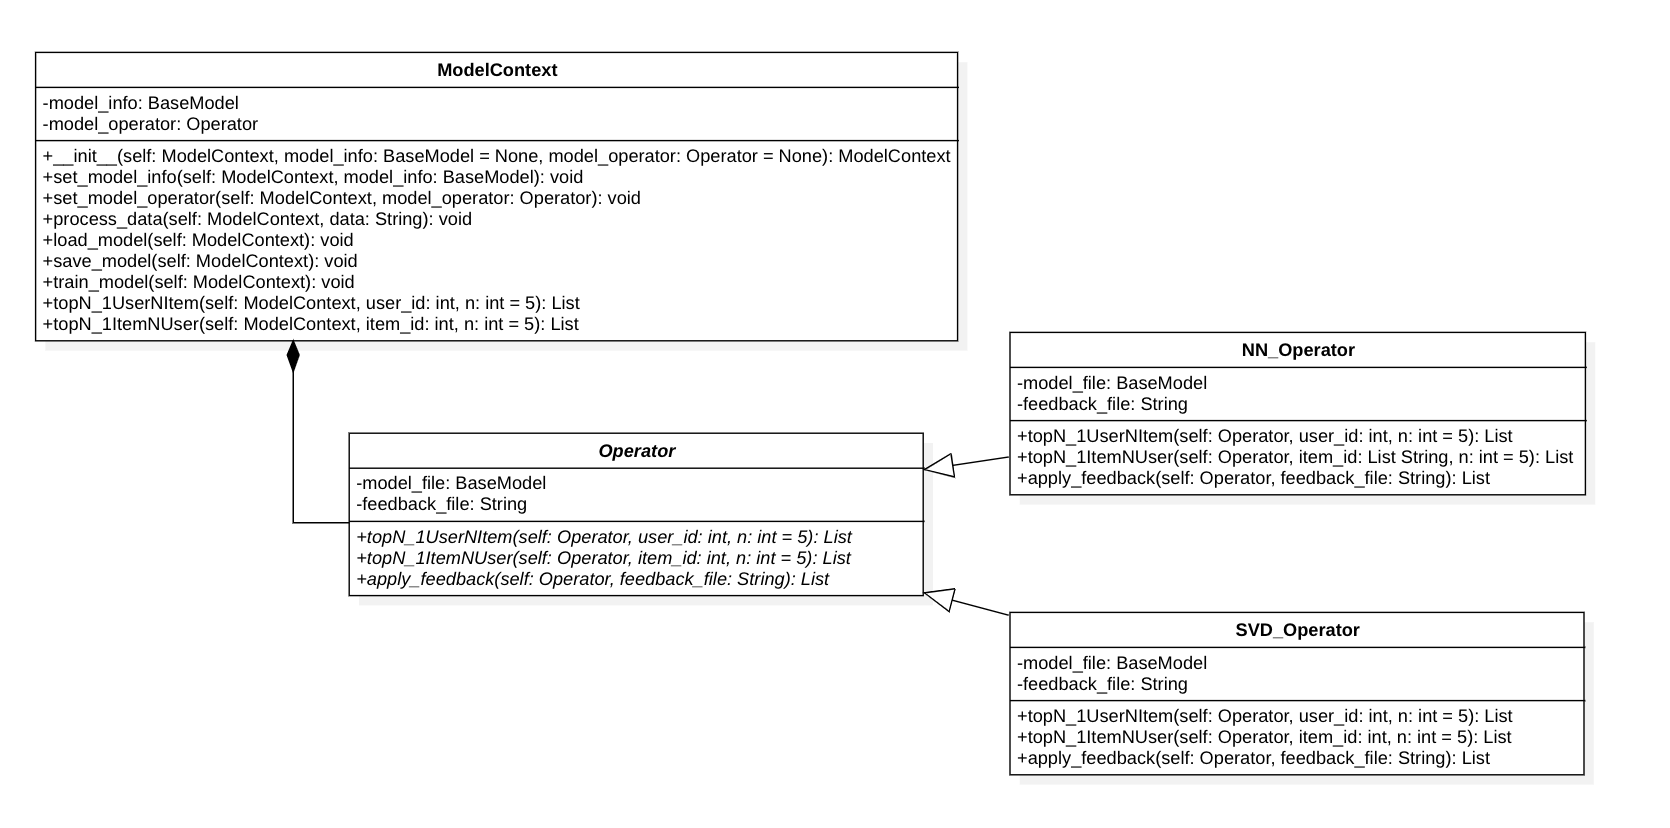 ModelContext
-model_info: BaseModel
-model_operator: Operator
+__init__(self: ModelContext, model_info: BaseModel = None, model_operator: Operator = None): ModelContext
+set_model_info(self: ModelContext, model_info: BaseModel): void
+set_model_operator(self: ModelContext, model_operator: Operator): void
+process_data(self: ModelContext, data: String): void
+load_model(self: ModelContext): void
+save_model(self: ModelContext): void
+train_model(self: ModelContext): void
+topN_1UserNItem(self: ModelContext, user_id: int, n: int = 5): List
+topN_1ItemNUser(self: ModelContext, item_id: int, n: int = 5): List
Operator
-model_file: BaseModel
-feedback_file: String
+topN_1UserNItem(self: Operator, user_id: int, n: int = 5): List
+topN_1ItemNUser(self: Operator, item_id: int, n: int = 5): List
+apply_feedback(self: Operator, feedback_file: String): List
NN_Operator
-model_file: BaseModel
-feedback_file: String
+topN_1UserNItem(self: Operator, user_id: int, n: int = 5): List
+topN_1ItemNUser(self: Operator, item_id: List String, n: int = 5): List
+apply_feedback(self: Operator, feedback_file: String): List
SVD_Operator
-model_file: BaseModel
-feedback_file: String
+topN_1UserNItem(self: Operator, user_id: int, n: int = 5): List
+topN_1ItemNUser(self: Operator, item_id: int, n: int = 5): List
+apply_feedback(self: Operator, feedback_file: String): List